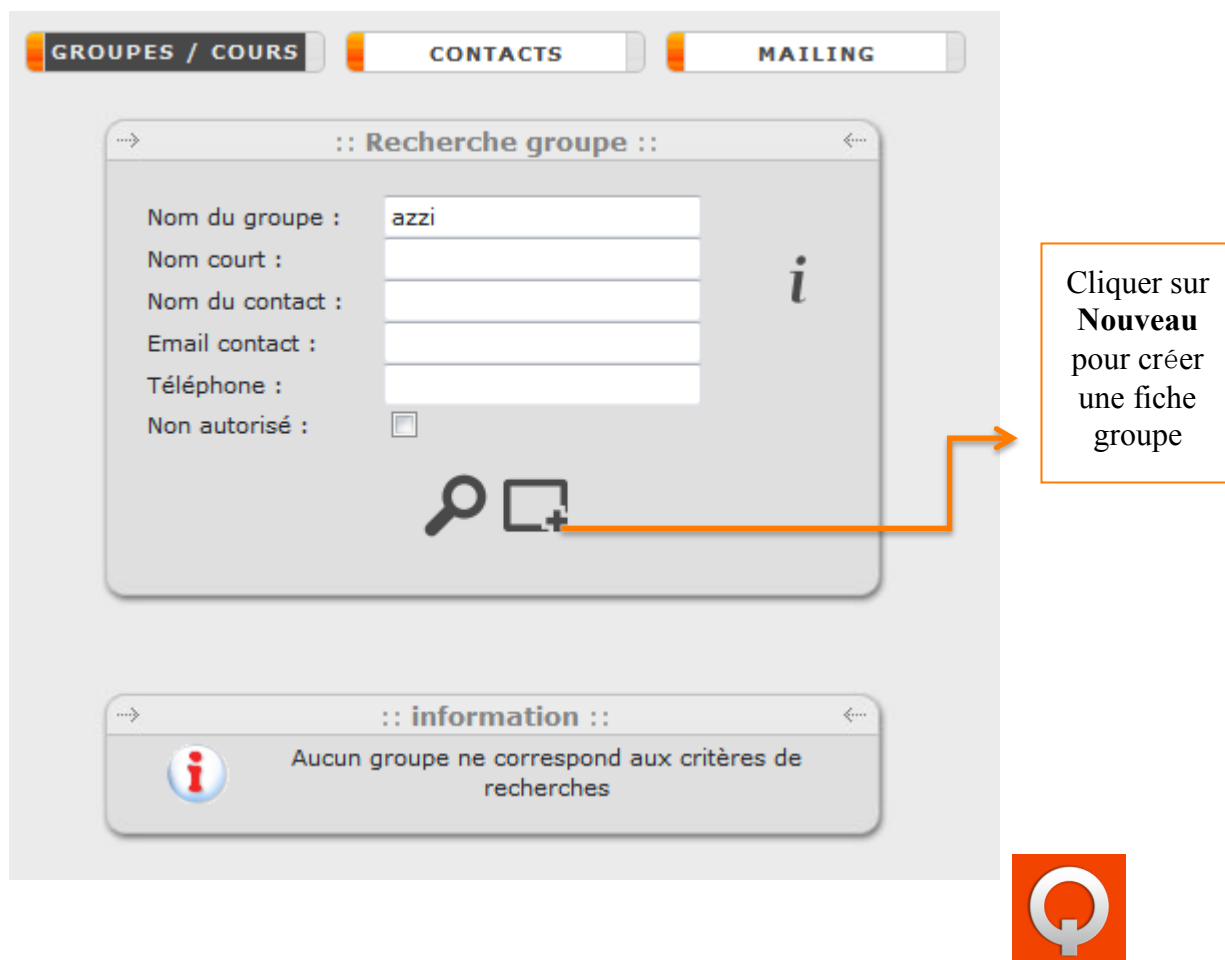 GROUPES / COURS
CONTACTS
MAILING
:: Recherche groupe ::
Nom du groupe :
azzi
Nom court :
Nom du contact :
Email contact :
Téléphone :
Non autorisé :
i
Cliquer sur
Nouveau
pour créer
une fiche
groupe
:: information ::
i
Aucun groupe ne correspond aux critères de
recherches